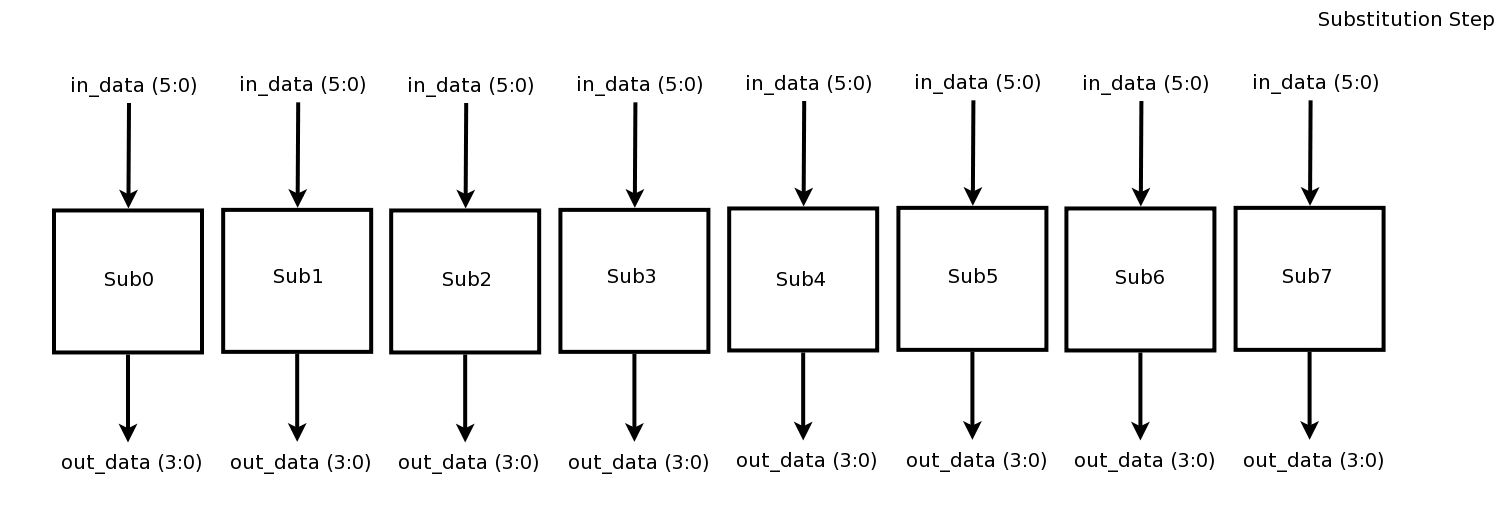 Substitution Step
in_data (5:0) in_data (5:0) in_data (5:0) in_data (5:0) in_data (5:0) in_data (5:0) in_data (5:0) in_data (5:0)
Sub0 Sub1 Sub2 Sub3 Sub4 Sub5 Sub6 Sub7
out_data (3:0) out_data (3:0) out_data (3:0) out_data (3:0) out_data (3:0) out_data (3:0) out_data (3:0) out_data (3:0)